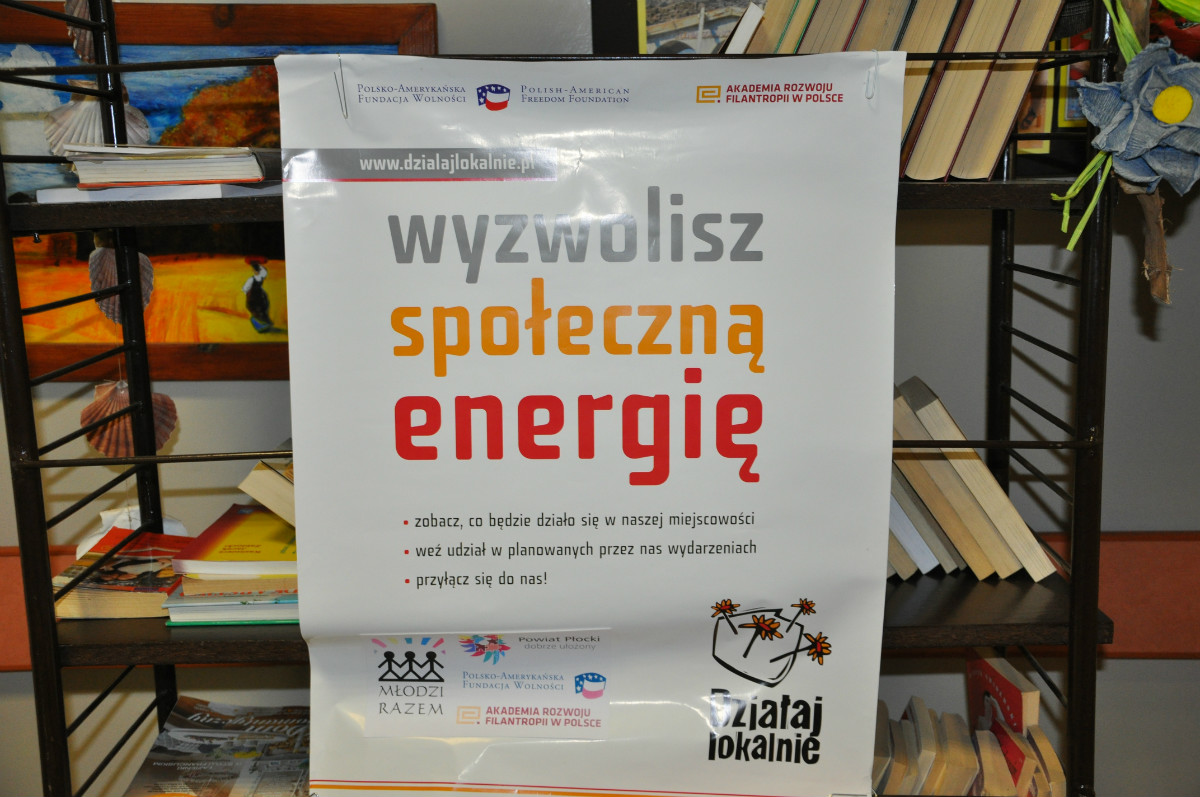 POLSKO-AMERYKAŃSKA
FUNDACJA WOLNOŚCI
POLISH-AMERICAN
FREEDOM FOUNDATION
AKADEMIA ROZWOJU
FILANTROPII W POLSCE
www.dzialajlokalnie.pl
wyzwolisz
społeczną
energię
• zobacz, co będzie działo się w naszej miejscowości
• weź udział w planowanych przez nas wydarzeniach
• przyłącz się do nas!
MŁODZI
RAZEM
Powiat Płocki
dobrze ułożony
POLSKO-AMERYKAŃSKA
FUNDACJA WOLNOŚCI
AKADEMIA ROZWOJU
FILANTROPII W POLSCE
Działaj
lokalnie